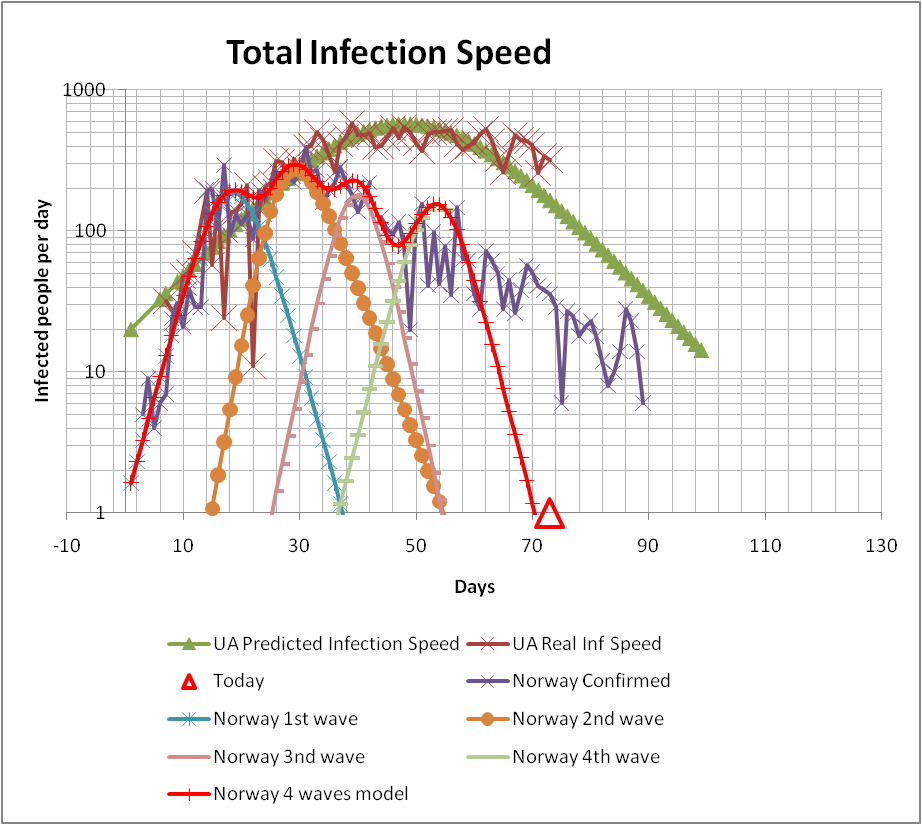 Total Infection Speed
Infected people per day
1000
100
10
1
-10 10 30 50 70 90 110 130
Days
UA Predicted Infection Speed UA Real Inf Speed
Today Norway Confirmed
Norway 1st wave Norway 2nd wave
Norway 3nd wave Norway 4th wave
Norway 4 waves model